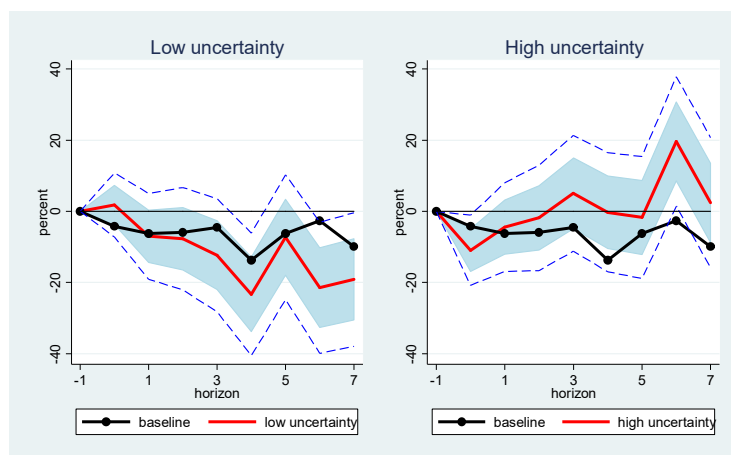 Low uncertainty
40
20
0
-20
-40
percent
-1
1
3
5
7
horizon
baseline
low uncertainty
High uncertainty
40
20
0
-20
-40
percent
-1
1
3
5
7
horizon
baseline
high uncertainty